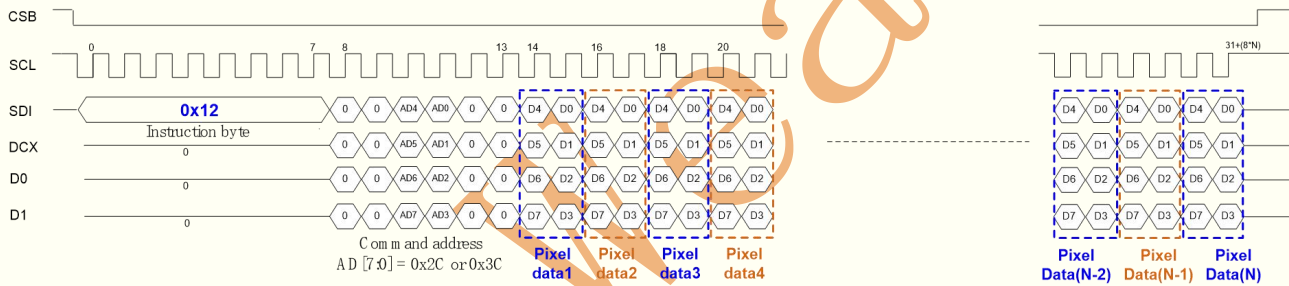 CSB
0 7 8 13 14 16 18 20 31+(8*N)
SCL
SDI 0x12 0 0 AD4 AD0 0 0 D4 D0 D4 D0 D4 D0 D4 D0 D4 D0 D4 D0 D4 D0
Instruction byte
DCX 0 0 0 AD5 AD1 0 0 D5 D1 D5 D1 D5 D1 D5 D1 D5 D1 D5 D1 D5 D1
D0 0 0 0 AD6 AD2 0 0 D6 D2 D6 D2 D6 D2 D6 D2 D6 D2 D6 D2 D6 D2
D1 0 0 0 AD7 AD3 0 0 D7 D3 D7 D3 D7 D3 D7 D3 D7 D3 D7 D3 D7 D3
Command address
AD [7:0] = 0x2C or 0x3C
Pixel
data1
Pixel
data2
Pixel
data3
Pixel
data4
Pixel
Data(N-2)
Pixel
Data(N-1)
Pixel
Data(N)